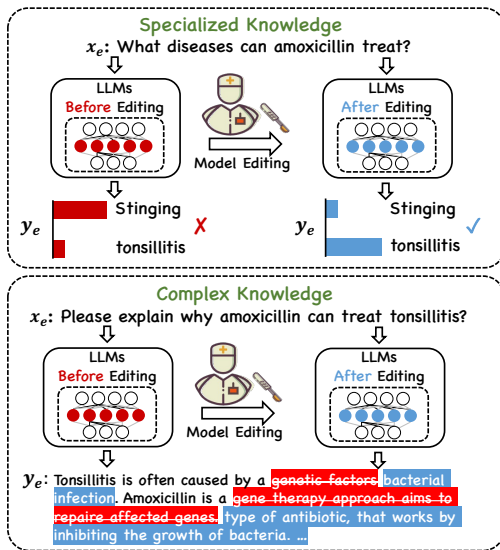 Specialized Knowledge
x_e: What diseases can amoxicillin treat?
LLMs
Before Editing
Model Editing
LLMs
After Editing
y_e
Stinging
✗
tonsillitis
y_e
Stinging
✓
tonsillitis
Complex Knowledge
x_e: Please explain why amoxicillin can treat tonsillitis?
LLMs
Before Editing
Model Editing
LLMs
After Editing
y_e: Tonsillitis is often caused by a genetic factors bacterial
infection. Amoxicillin is a gene therapy approach aims to
repaire affected genes. type of antibiotic, that works by
inhibiting the growth of bacteria. ...